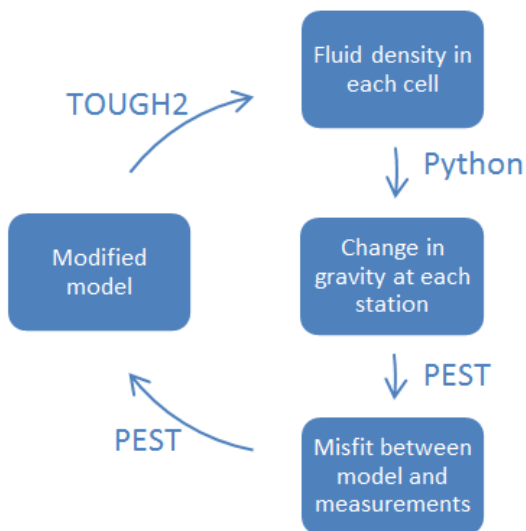 Fluid density in
each cell
TOUGH2
Python
Modified
model
Change in
gravity at each
station
PEST
PEST
Misfit between
model and
measurements